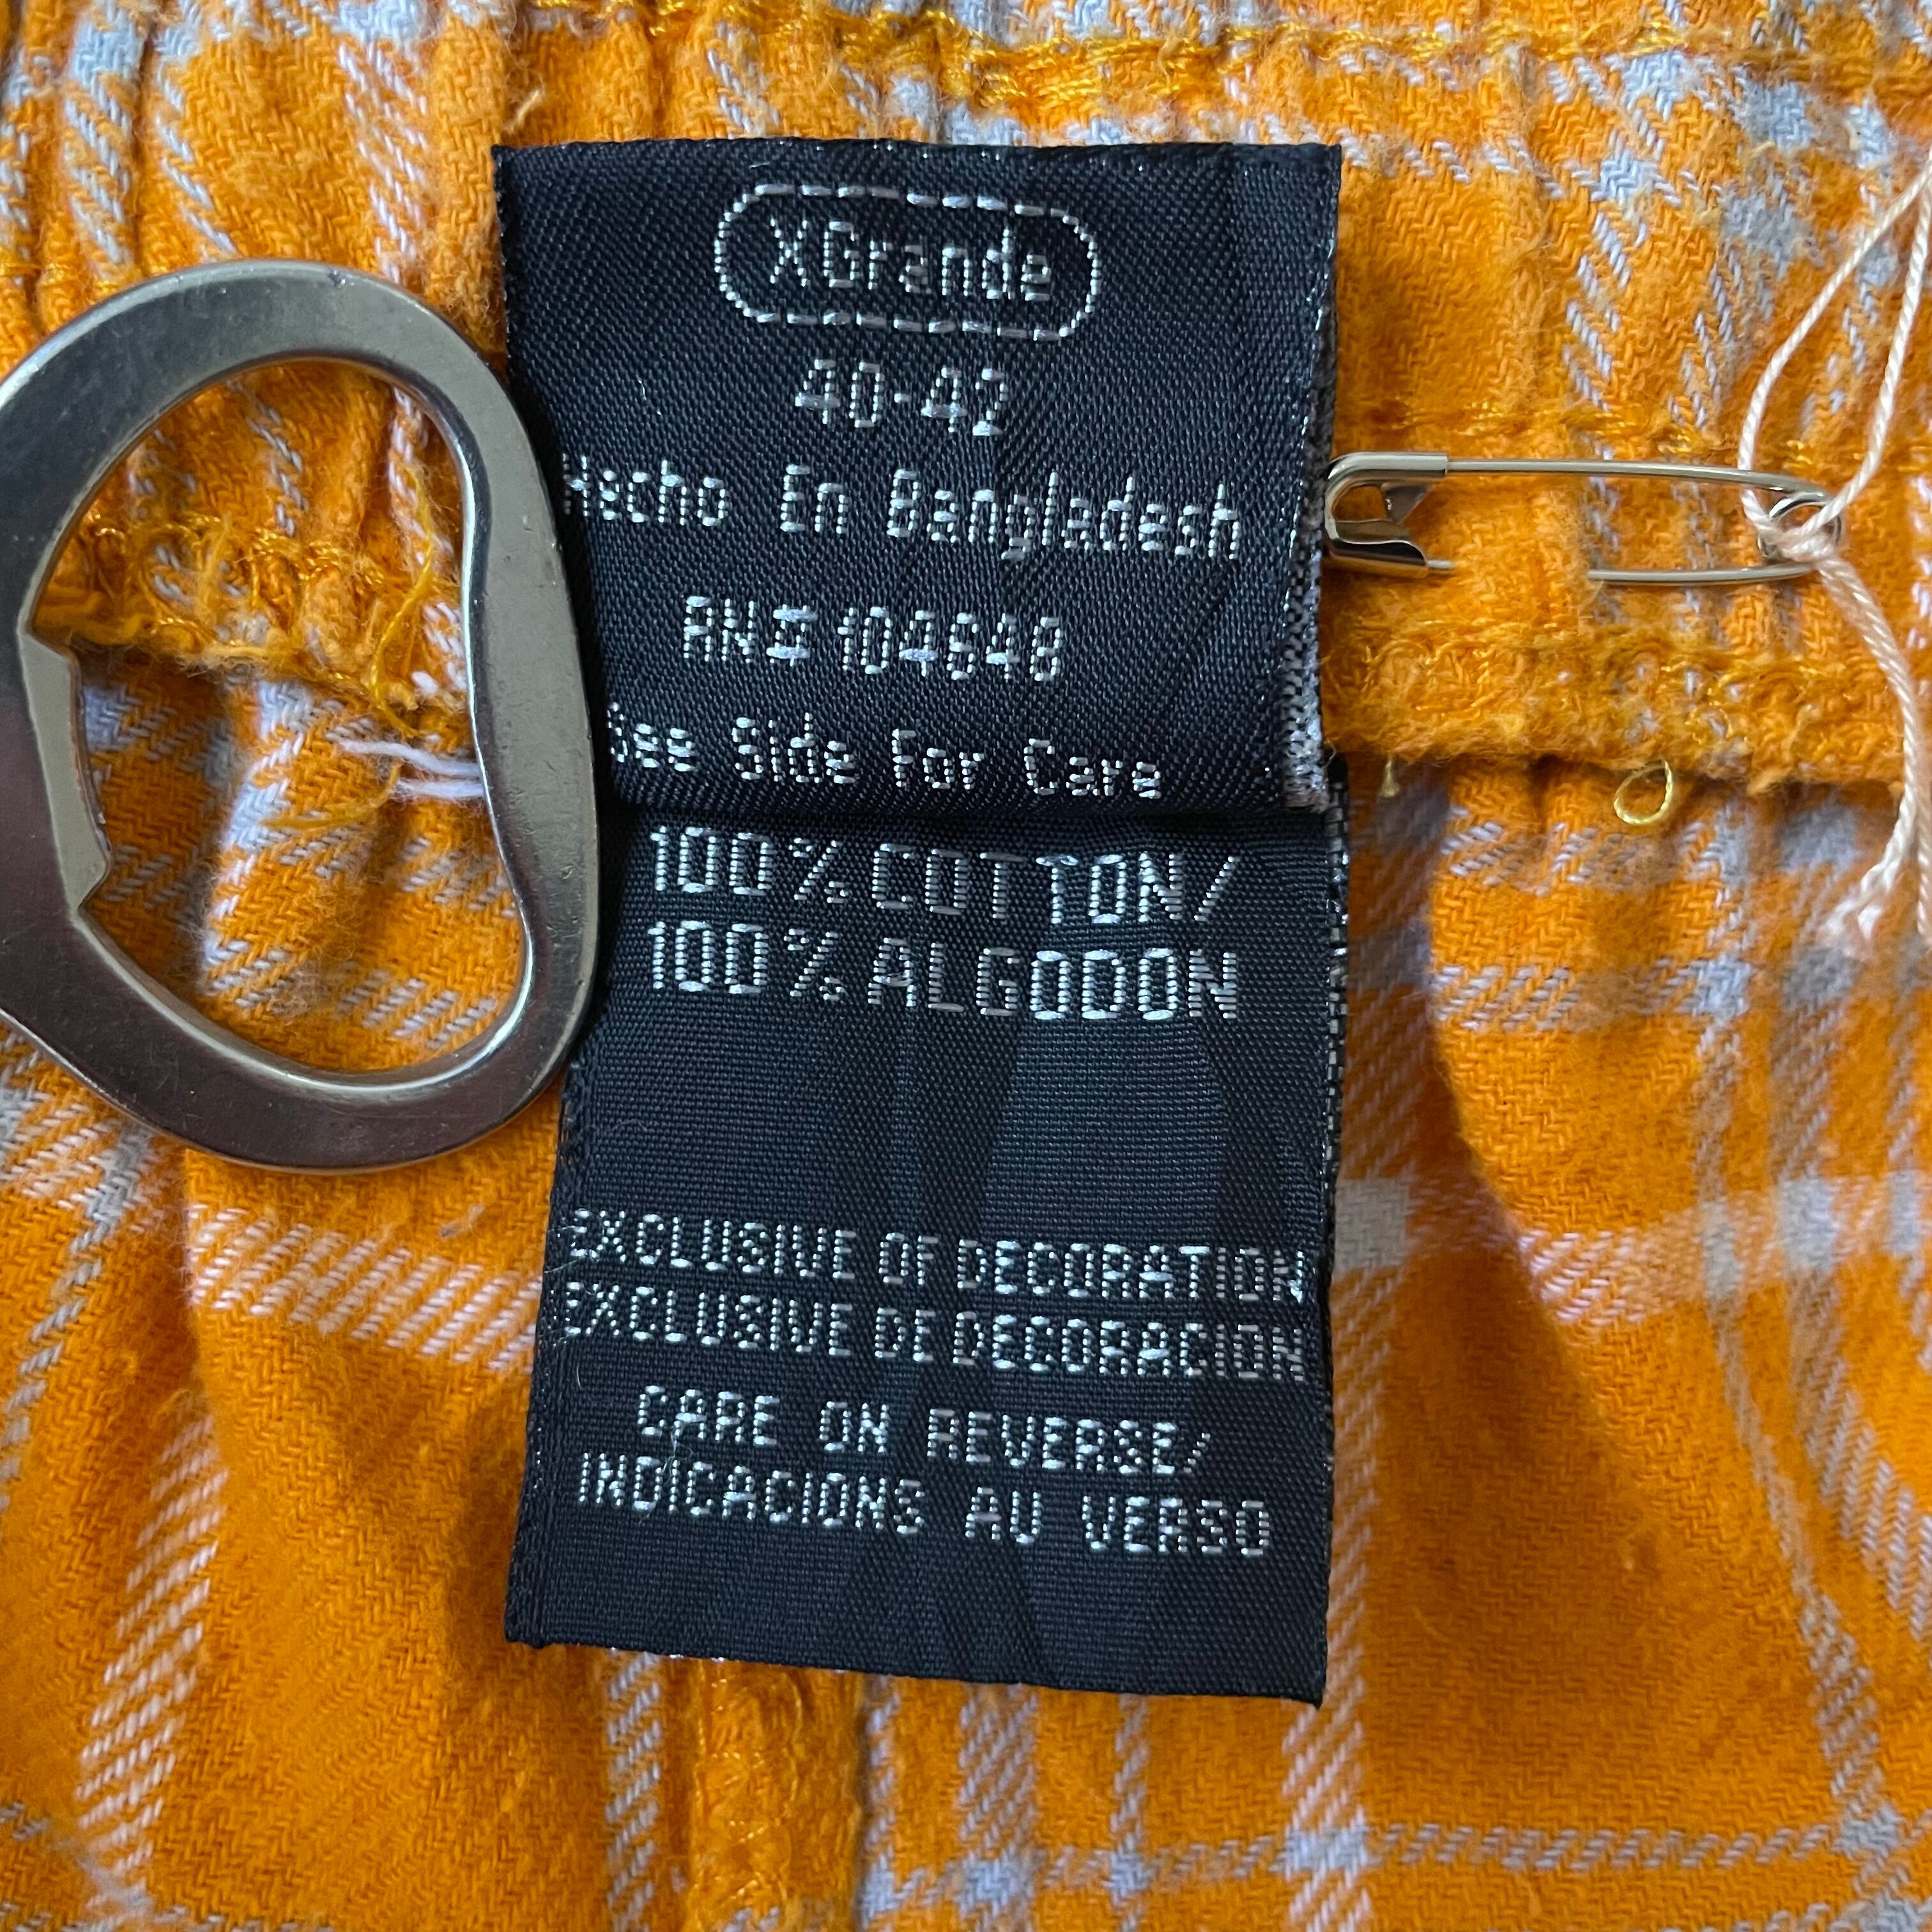 XGrande
40-42
Hecho En Bangladesh
RN# 104648
See Side For Care
100% COTTON/
100% ALGODON
EXCLUSIVE OF DECORATION
EXCLUSIVE DE DECORACION
CARE ON REVERSE/
INDICACIONS AU VERSO